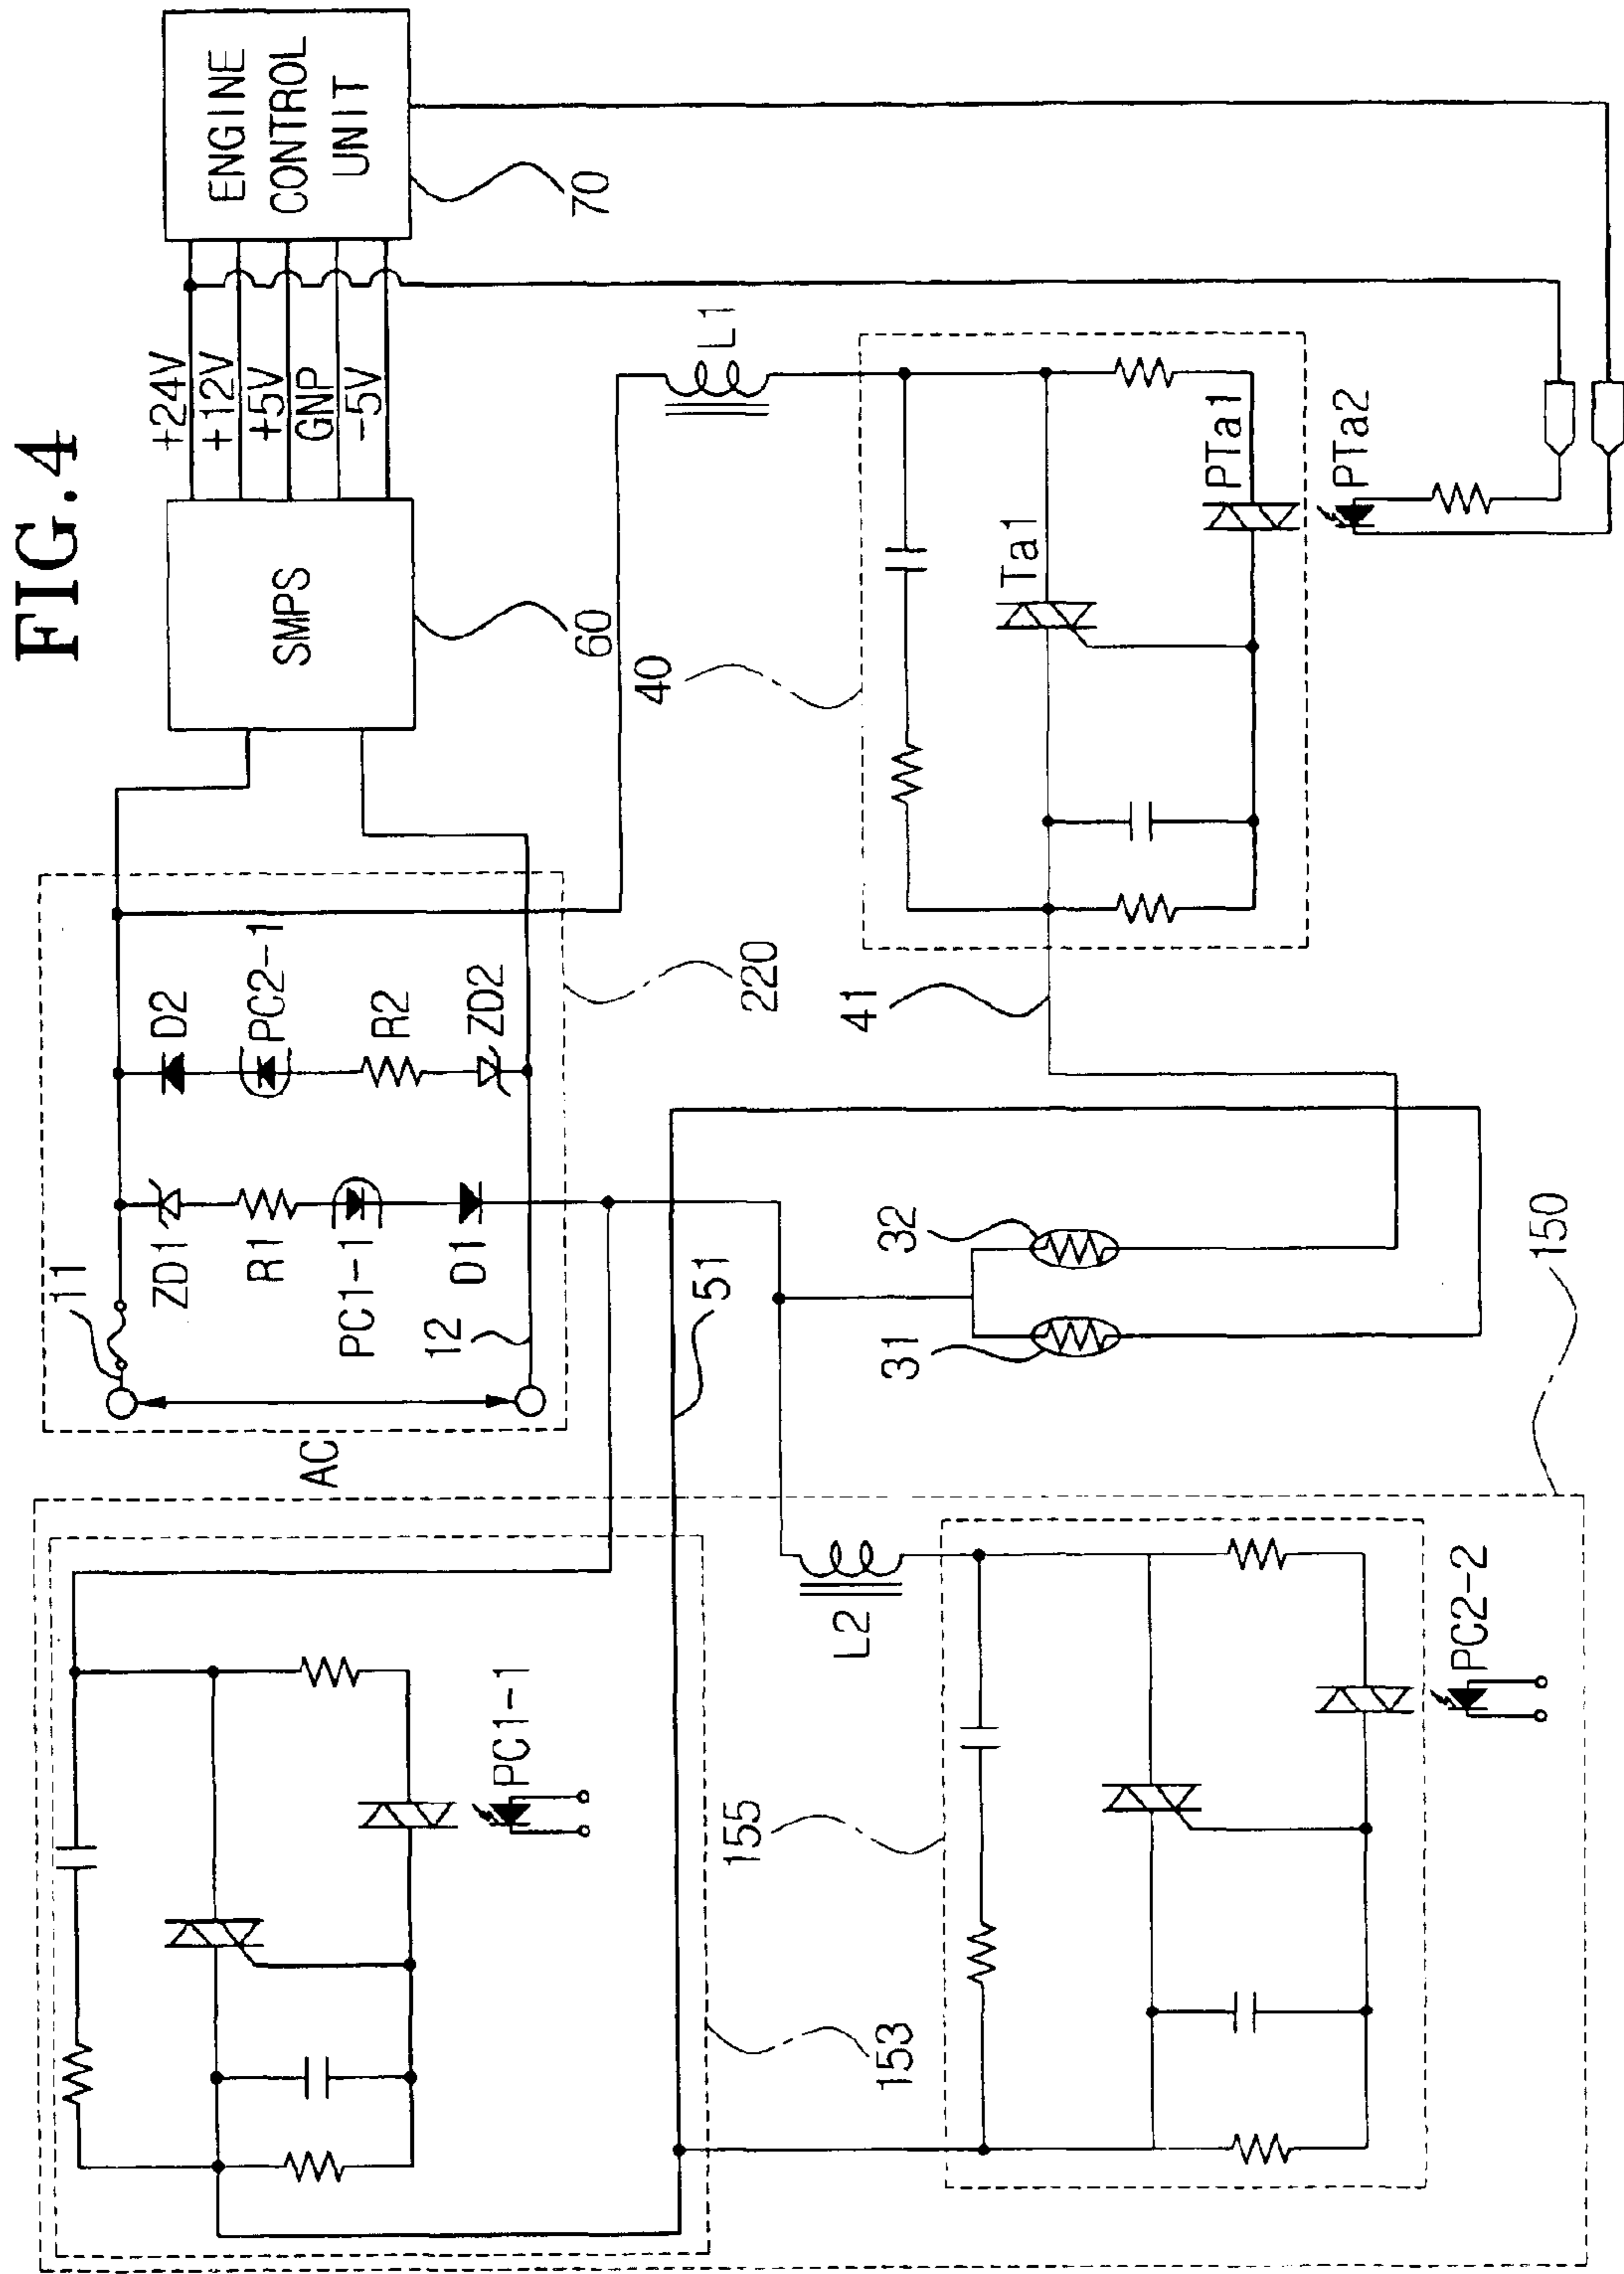 FIG.4
ENGINE
CONTROL
UNIT
70
+24V
+12V
+5V
GNP
-5V
SMPS
60
L1
40
Ta1
PTa1
PTa2
220
D2
PC2-1
R2
ZD2
11
ZD1
R1
PC1-1
D1
12
AC
41
51
32
31
150
L2
PC1-1
153
155
PC2-2